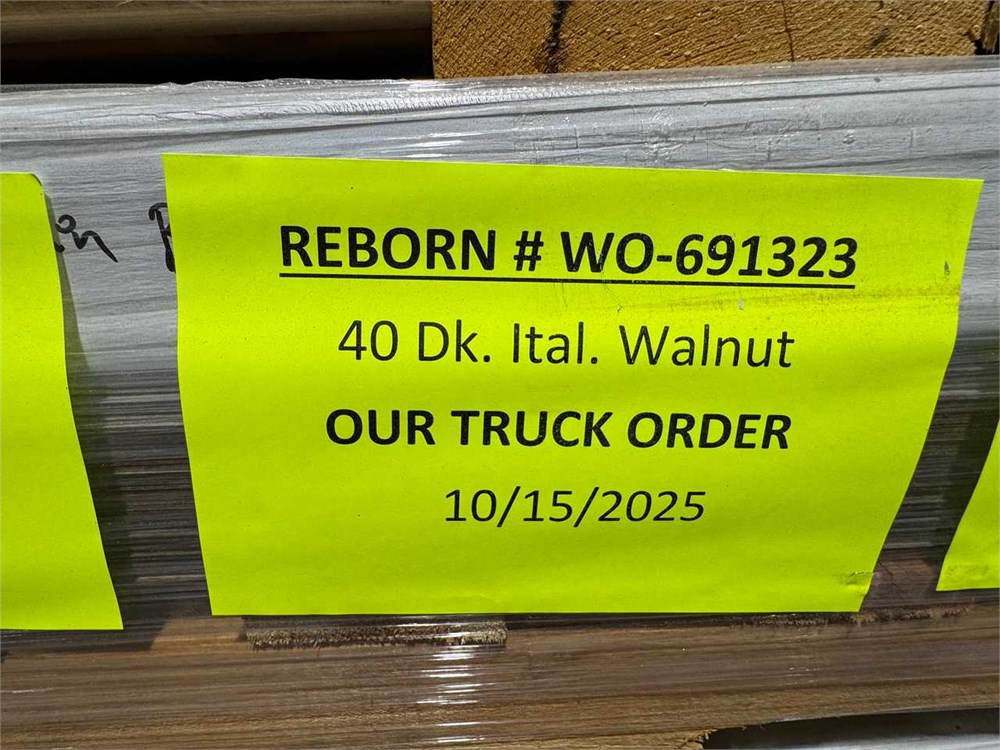 REBORN # WO-691323
40 Dk. Ital. Walnut
OUR TRUCK ORDER
10/15/2025